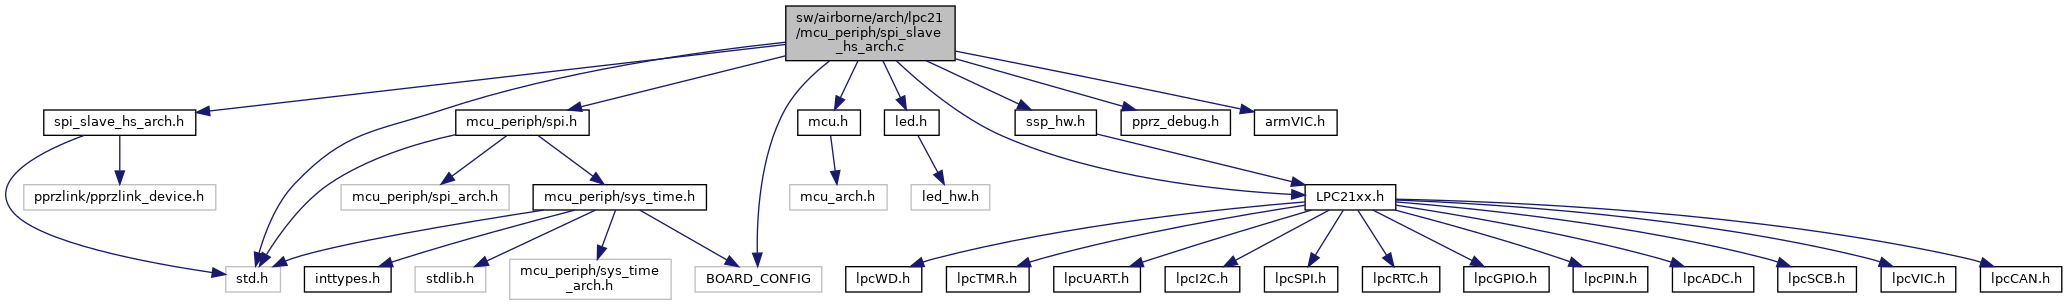 sw/airborne/arch/lpc21
/mcu_periph/spi_slave
_hs_arch.c
spi_slave_hs_arch.h
mcu_periph/spi.h
mcu.h
led.h
ssp_hw.h
pprz_debug.h
armVIC.h
pprzlink/pprzlink_device.h
mcu_periph/spi_arch.h
mcu_periph/sys_time.h
mcu_arch.h
led_hw.h
LPC21xx.h
std.h
inttypes.h
stdlib.h
mcu_periph/sys_time
_arch.h
BOARD_CONFIG
lpcWD.h
lpcTMR.h
lpcUART.h
lpcI2C.h
lpcSPI.h
lpcRTC.h
lpcGPIO.h
lpcPIN.h
lpcADC.h
lpcSCB.h
lpcVIC.h
lpcCAN.h